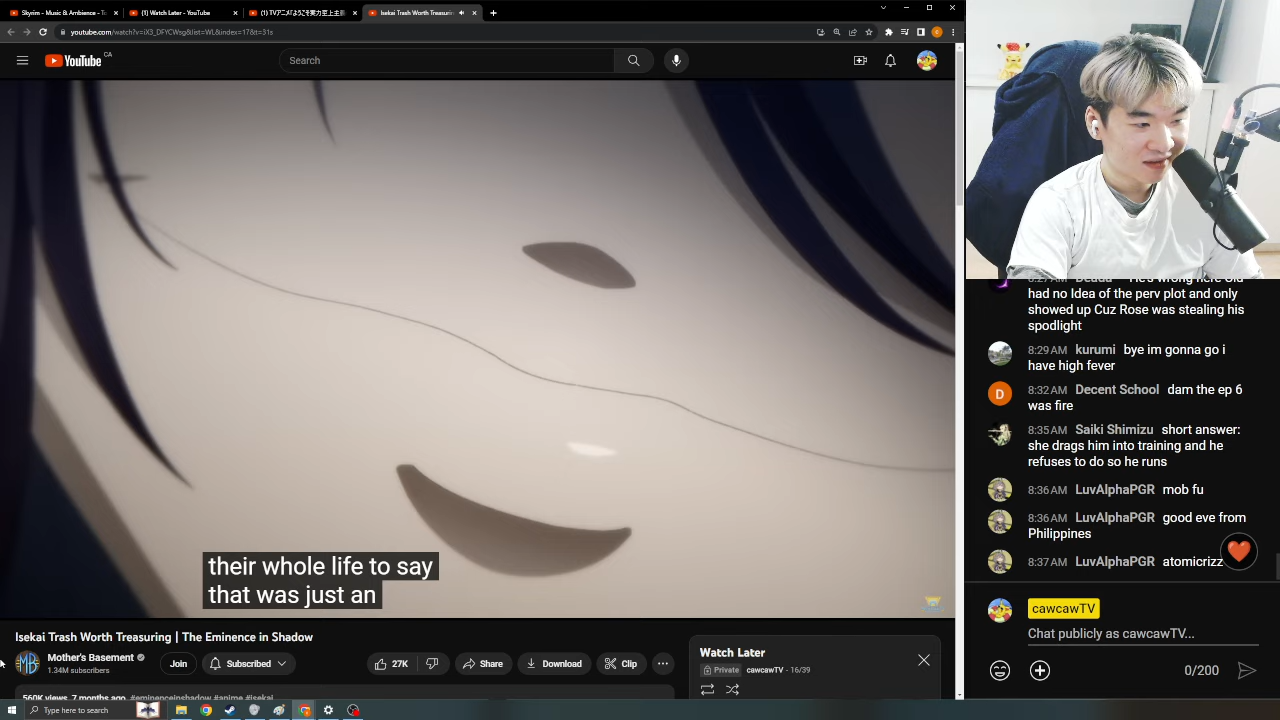 Skyrim - Music & Ambience - T
(1) Watch Later - YouTube
(1) TVアニメ『ようこそ実力至上主
Isekai Trash Worth Treasurin
youtube.com/watch?v=iX3_DFYCWsg&list=WL&index=17&t=31s
YouTube CA
Search
their whole life to say
that was just an
Isekai Trash Worth Treasuring | The Eminence in Shadow
Mother's Basement
1.34M subscribers
Join
Subscribed
27K
Share
Download
Clip
560K views 7 months ago #eminenceinshadow #anime #isekai
Watch Later
Private cawcawTV - 16/39
had no Idea of the perv plot and only
showed up Cuz Rose was stealing his
spodlight
8:29 AM kurumi bye im gonna go i
have high fever
D
8:32 AM Decent School dam the ep 6
was fire
8:35 AM Saiki Shimizu short answer:
she drags him into training and he
refuses to do so he runs
8:36 AM LuvAlphaPGR mob fu
8:36 AM LuvAlphaPGR good eve from
Philippines
8:37 AM LuvAlphaPGR atomicrizz
cawcawTV
Chat publicly as cawcawTV...
0/200
Type here to search